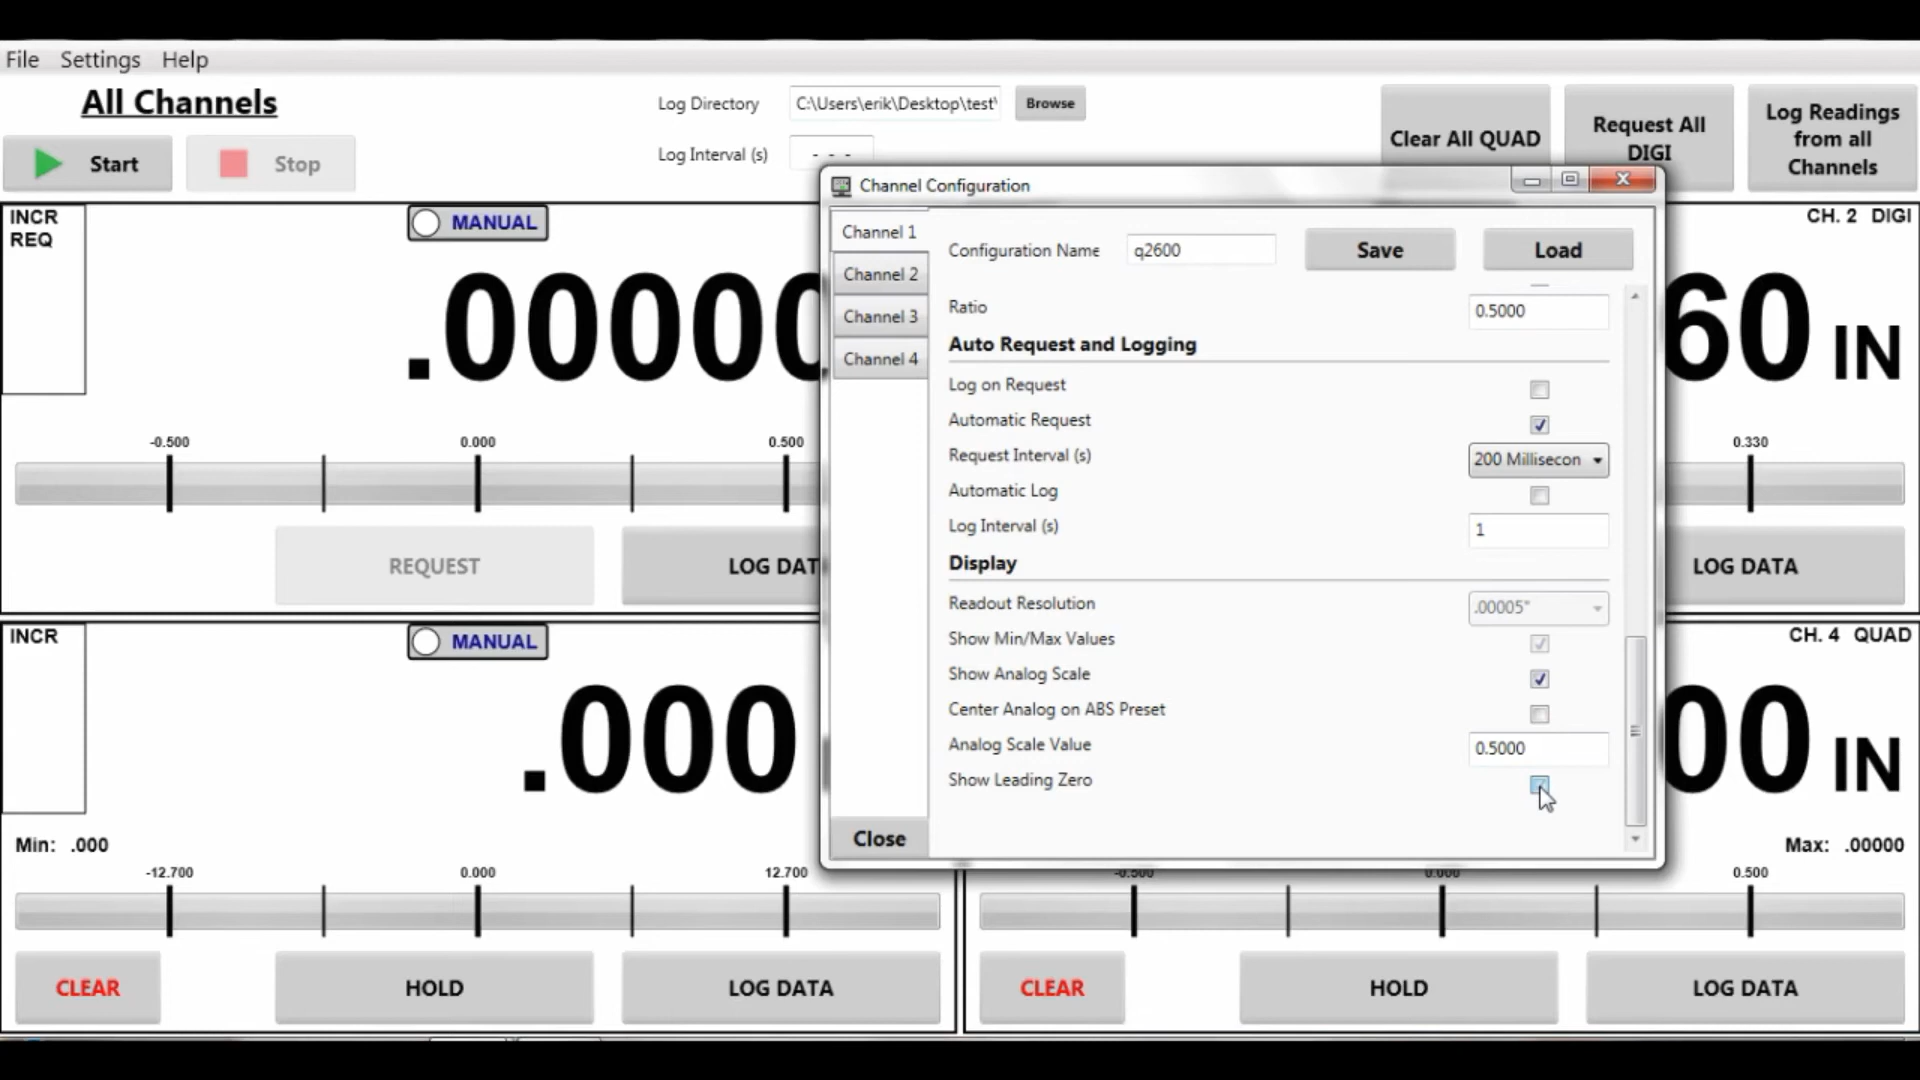 File Settings Help
All Channels
Start
Stop
Log Directory C:\Users\erik\Desktop\test\ Browse
Log Interval (s) - - -
Clear All QUAD
Request All
DIGI
Log Readings
from all
Channels
INCR
REQ
MANUAL
.0000
-0.500 0.000 0.500
REQUEST
LOG DAT
CH. 2 DIGI
60 IN
0.330
LOG DATA
Channel Configuration
Channel 1
Channel 2
Channel 3
Channel 4
Close
Configuration Name q2600 Save Load
Ratio 0.5000
Auto Request and Logging
Log on Request
Automatic Request
Request Interval (s) 200 Millisecon
Automatic Log
Log Interval (s) 1
Display
Readout Resolution .00005"
Show Min/Max Values
Show Analog Scale
Center Analog on ABS Preset
Analog Scale Value 0.5000
Show Leading Zero
INCR
MANUAL
.000
Min: .000
-12.700 0.000 12.700
CLEAR HOLD LOG DATA
CH. 4 QUAD
00 IN
Max: .00000
-0.500 0.000 0.500
CLEAR HOLD LOG DATA